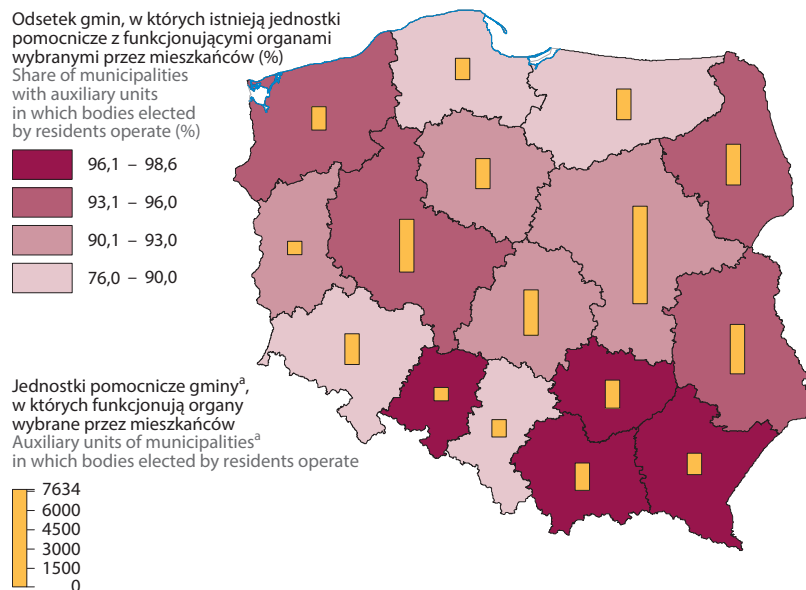 Odsetek gmin, w których istnieją jednostki
pomocnicze z funkcjonującymi organami
wybranymi przez mieszkańców (%)
Share of municipalities
with auxiliary units
in which bodies elected
by residents operate (%)
96,1 – 98,6
93,1 – 96,0
90,1 – 93,0
76,0 – 90,0
Jednostki pomocnicze gminyᵃ,
w których funkcjonują organy
wybrane przez mieszkańców
Auxiliary units of municipalitiesᵃ
in which bodies elected by residents operate
7634
6000
4500
3000
1500
0